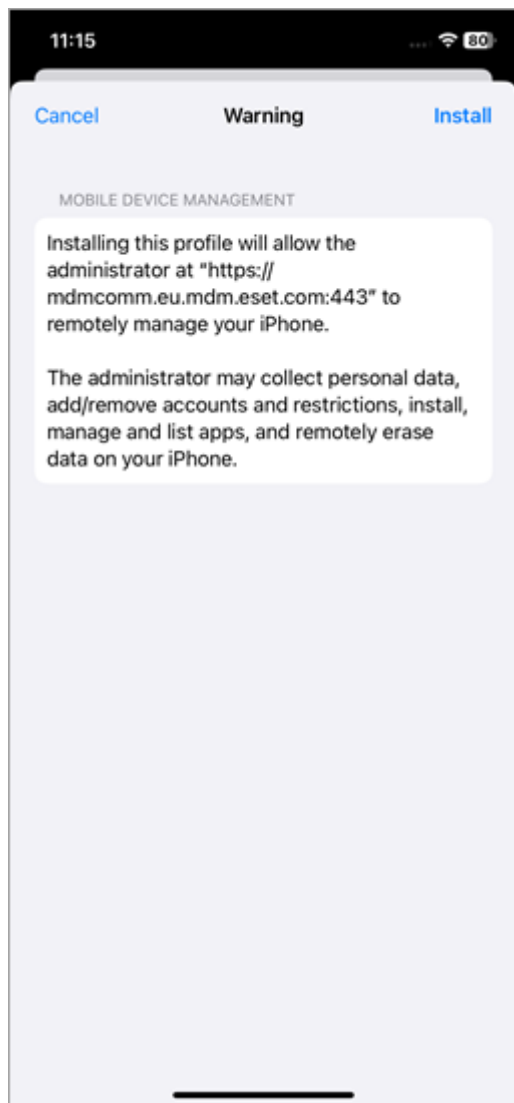 11:15
80
Cancel
Warning
Install
MOBILE DEVICE MANAGEMENT
Installing this profile will allow the
administrator at “https://
mdmcomm.eu.mdm.eset.com:443” to
remotely manage your iPhone.
The administrator may collect personal data,
add/remove accounts and restrictions, install,
manage and list apps, and remotely erase
data on your iPhone.